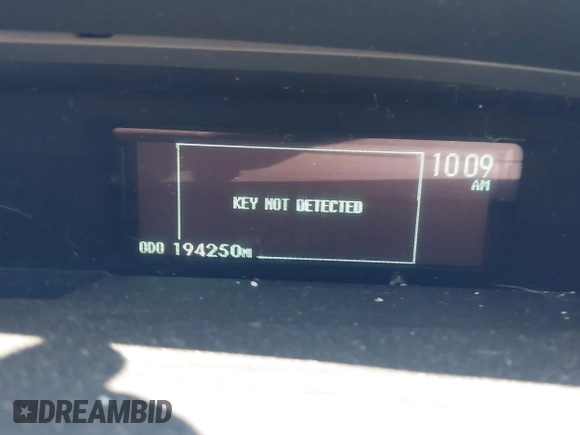 10 09
AM
KEY NOT DETECTED
ODO 194250MI
DREAMBID